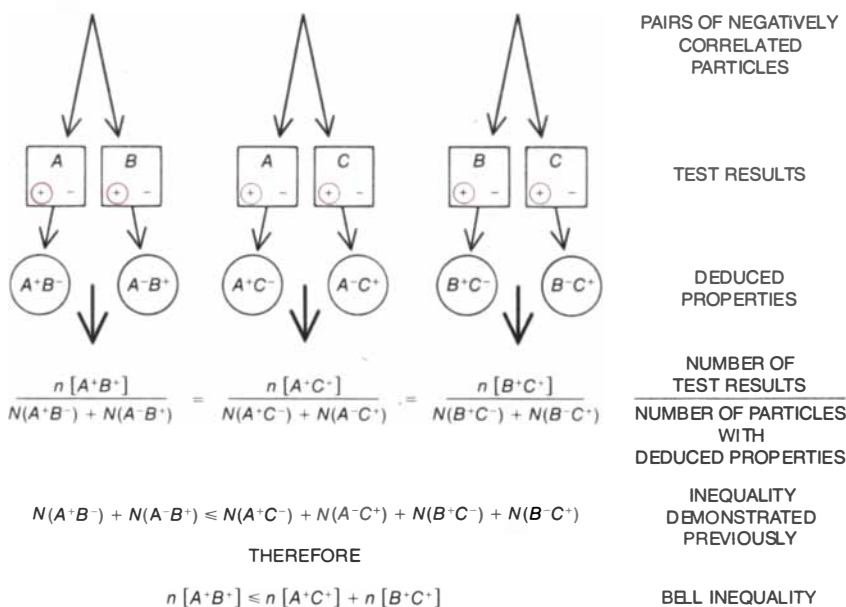 PAIRS OF NEGATIVELY
CORRELATED
PARTICLES
A B A C B C
+ - + - + - + - + - + -
TEST RESULTS
A⁺B⁻ A⁻B⁺ A⁺C⁻ A⁻C⁺ B⁺C⁻ B⁻C⁺
DEDUCED
PROPERTIES
n [A⁺B⁺] / N(A⁺B⁻) + N(A⁻B⁺) = n [A⁺C⁺] / N(A⁺C⁻) + N(A⁻C⁺) = n [B⁺C⁺] / N(B⁺C⁻) + N(B⁻C⁺)
NUMBER OF
TEST RESULTS
NUMBER OF PARTICLES
WITH
DEDUCED PROPERTIES
N(A⁺B⁻) + N(A⁻B⁺) ≤ N(A⁺C⁻) + N(A⁻C⁺) + N(B⁺C⁻) + N(B⁻C⁺)
INEQUALITY
DEMONSTRATED
PREVIOUSLY
THEREFORE
n [A⁺B⁺] ≤ n [A⁺C⁺] + n [B⁺C⁺]
BELL INEQUALITY